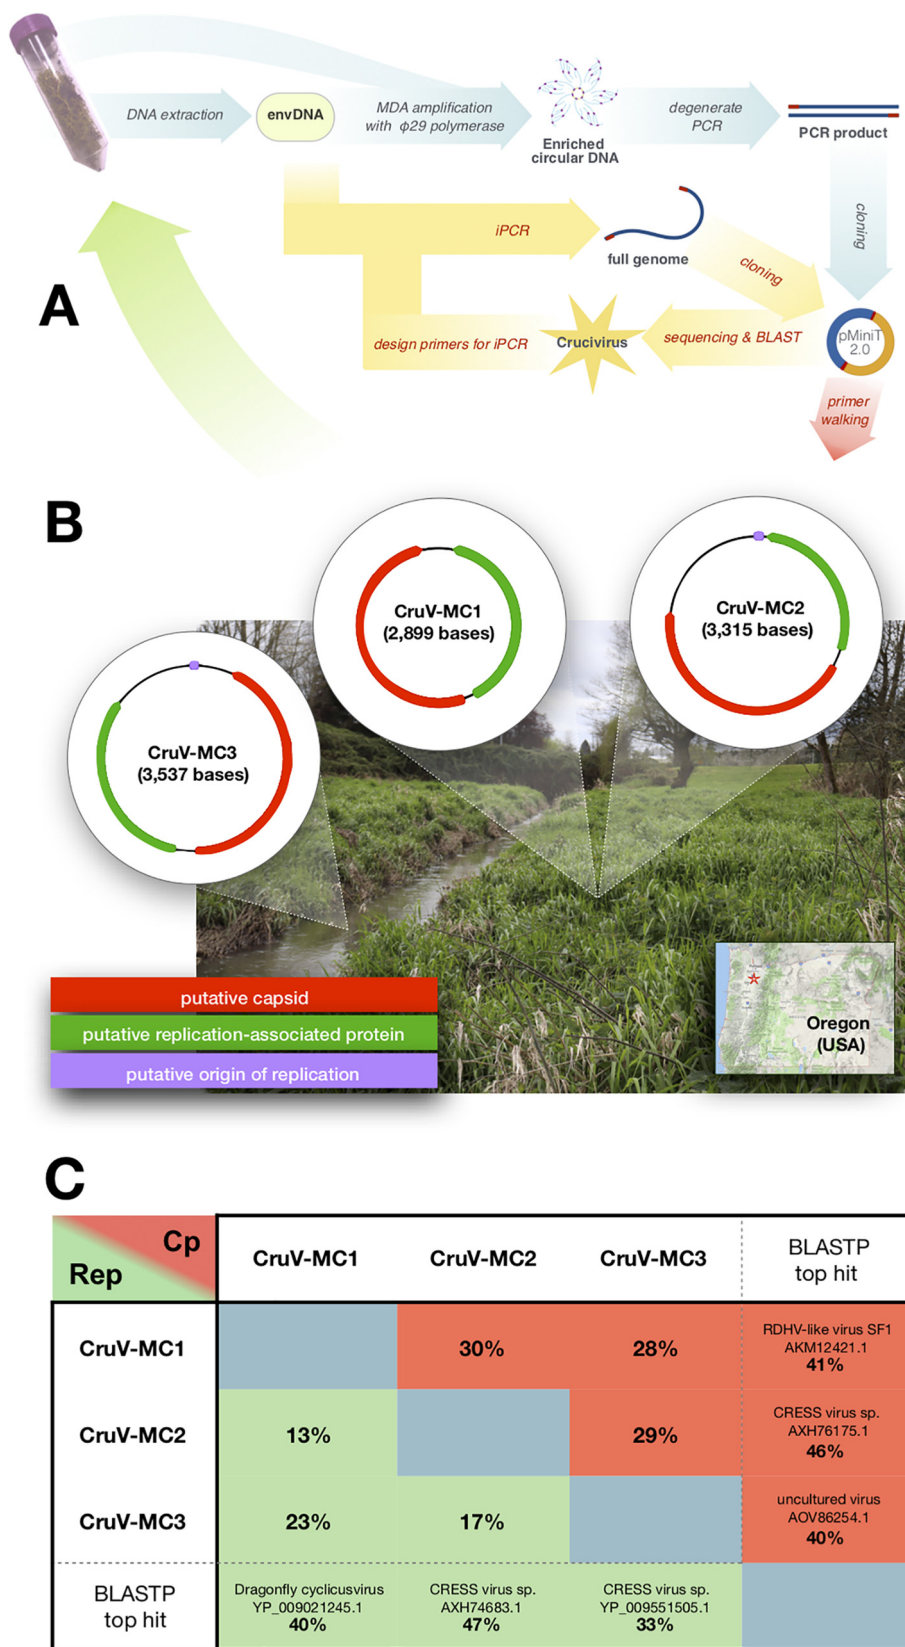 DNA extraction
envDNA
MDA amplification
with φ29 polymerase
Enriched
circular DNA
degenerate
PCR
PCR product
cloning
iPCR
full genome
cloning
A
design primers for iPCR
Crucivirus
sequencing & BLAST
pMiniT
2.0
primer
walking
B
CruV-MC1
(2,899 bases)
CruV-MC2
(3,315 bases)
CruV-MC3
(3,537 bases)
putative capsid
putative replication-associated protein
putative origin of replication
Oregon
(USA)
C
Cp
Rep
CruV-MC1
CruV-MC2
CruV-MC3
BLASTP
top hit
CruV-MC1
30%
28%
RDHV-like virus SF1
AKM12421.1
41%
CruV-MC2
13%
29%
CRESS virus sp.
AXH76175.1
46%
CruV-MC3
23%
17%
uncultured virus
AOV86254.1
40%
BLASTP
top hit
Dragonfly cyclicusvirus
YP_009021245.1
40%
CRESS virus sp.
AXH74683.1
47%
CRESS virus sp.
YP_009551505.1
33%